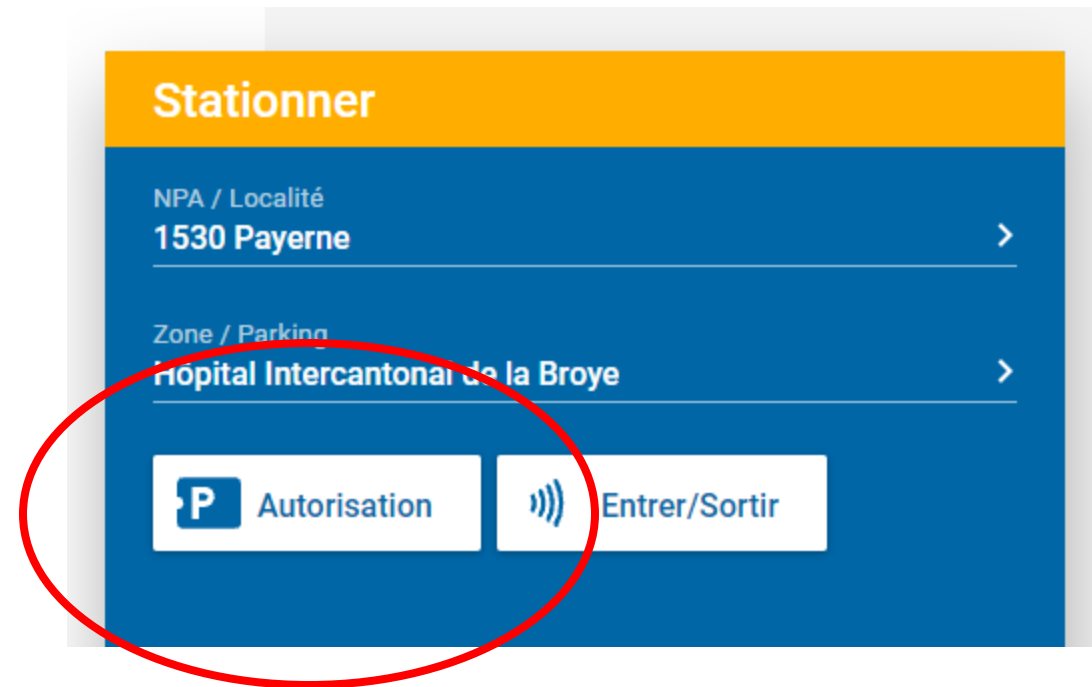 Stationner
NPA / Localité
1530 Payerne
Zone / Parking
Hôpital Intercantonal de la Broye
P Autorisation
Entrer/Sortir